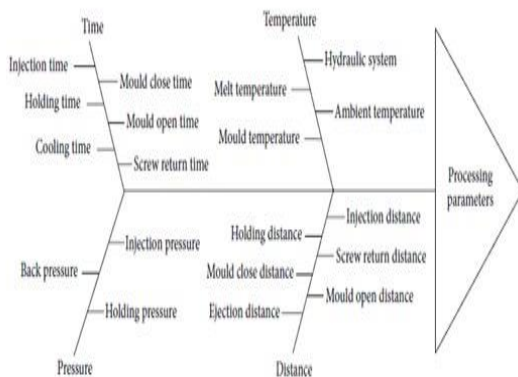 Time
Temperature
Injection time
Hydraulic system
Mould close time
Melt temperature
Holding time
Ambient temperature
Mould open time
Mould temperature
Cooling time
Screw return time
Processing
parameters
Injection distance
Holding distance
Injection pressure
Screw return distance
Back pressure
Mould close distance
Mould open distance
Holding pressure
Ejection distance
Pressure
Distance